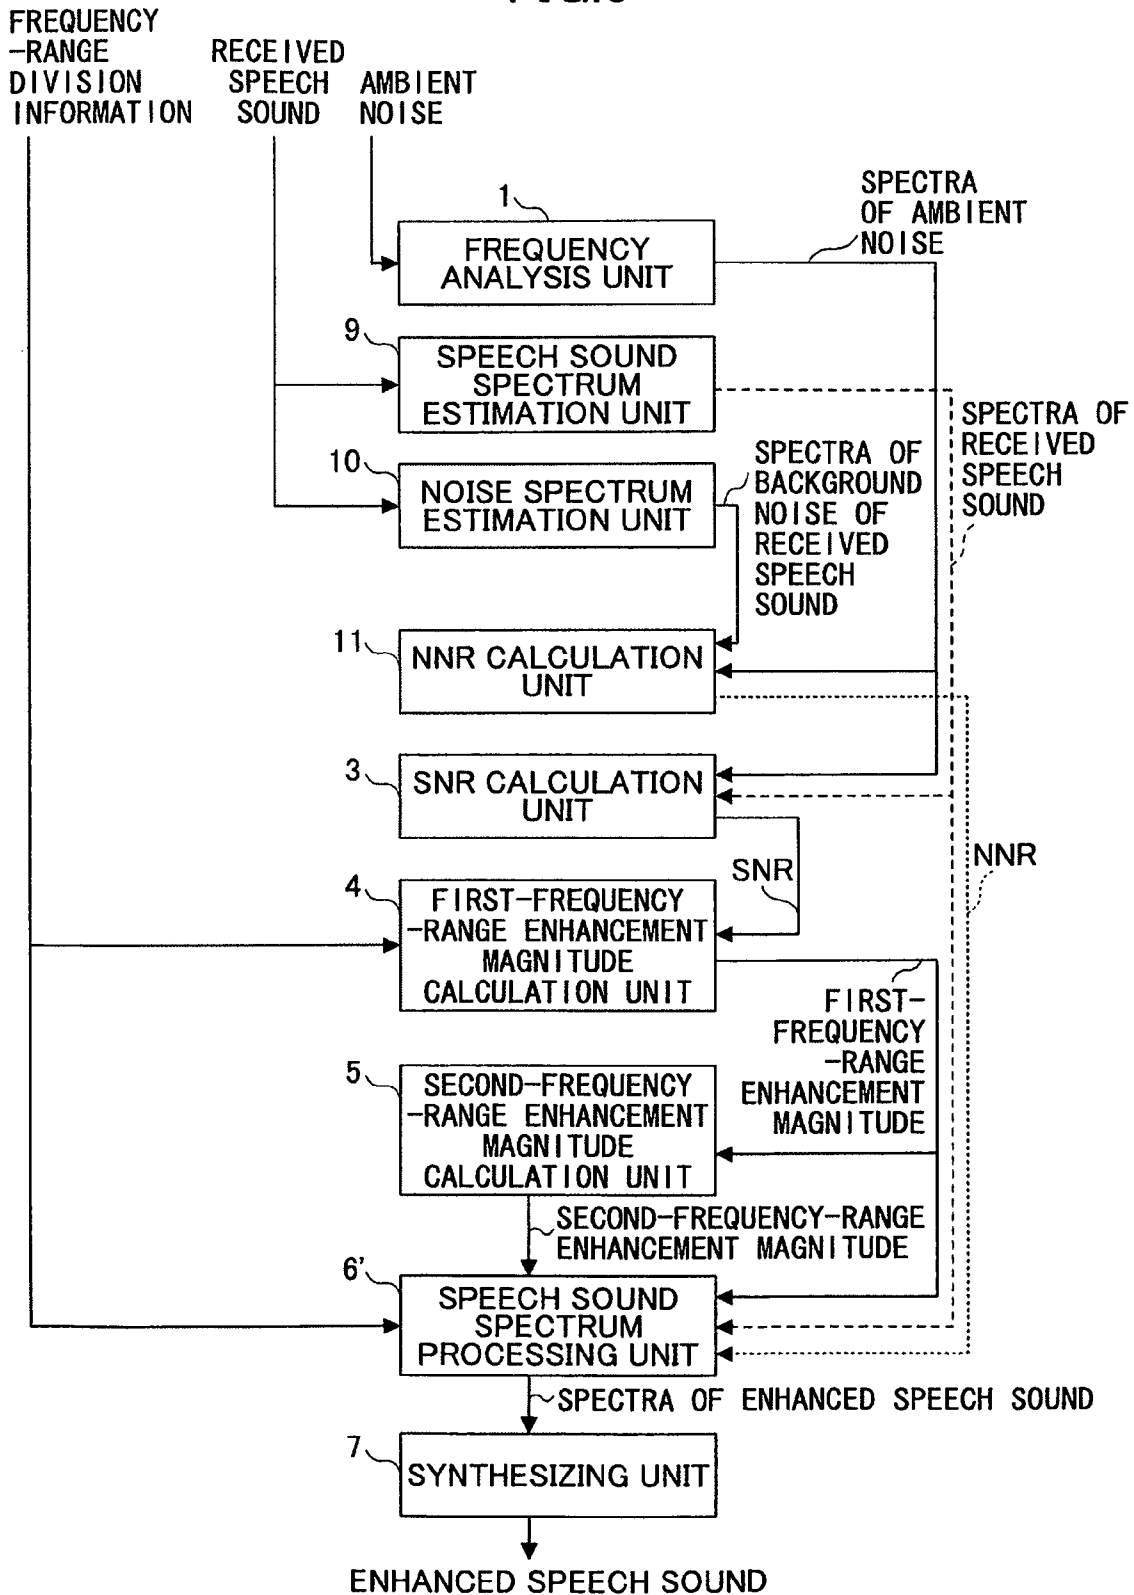 FREQUENCY
-RANGE
DIVISION
INFORMATION
RECEIVED
SPEECH
SOUND
AMBIENT
NOISE
1
FREQUENCY
ANALYSIS UNIT
SPECTRA
OF AMBIENT
NOISE
9
SPEECH SOUND
SPECTRUM
ESTIMATION UNIT
SPECTRA OF
RECEIVED
SPEECH
SOUND
10
NOISE SPECTRUM
ESTIMATION UNIT
SPECTRA OF
BACKGROUND
NOISE OF
RECEIVED
SPEECH
SOUND
11
NNR CALCULATION
UNIT
3
SNR CALCULATION
UNIT
SNR
NNR
4
FIRST-FREQUENCY
-RANGE ENHANCEMENT
MAGNITUDE
CALCULATION UNIT
FIRST-
FREQUENCY
-RANGE
ENHANCEMENT
MAGNITUDE
5
SECOND-FREQUENCY
-RANGE ENHANCEMENT
MAGNITUDE
CALCULATION UNIT
SECOND-FREQUENCY-RANGE
ENHANCEMENT MAGNITUDE
6'
SPEECH SOUND
SPECTRUM
PROCESSING UNIT
SPECTRA OF ENHANCED SPEECH SOUND
7
SYNTHESIZING UNIT
ENHANCED SPEECH SOUND